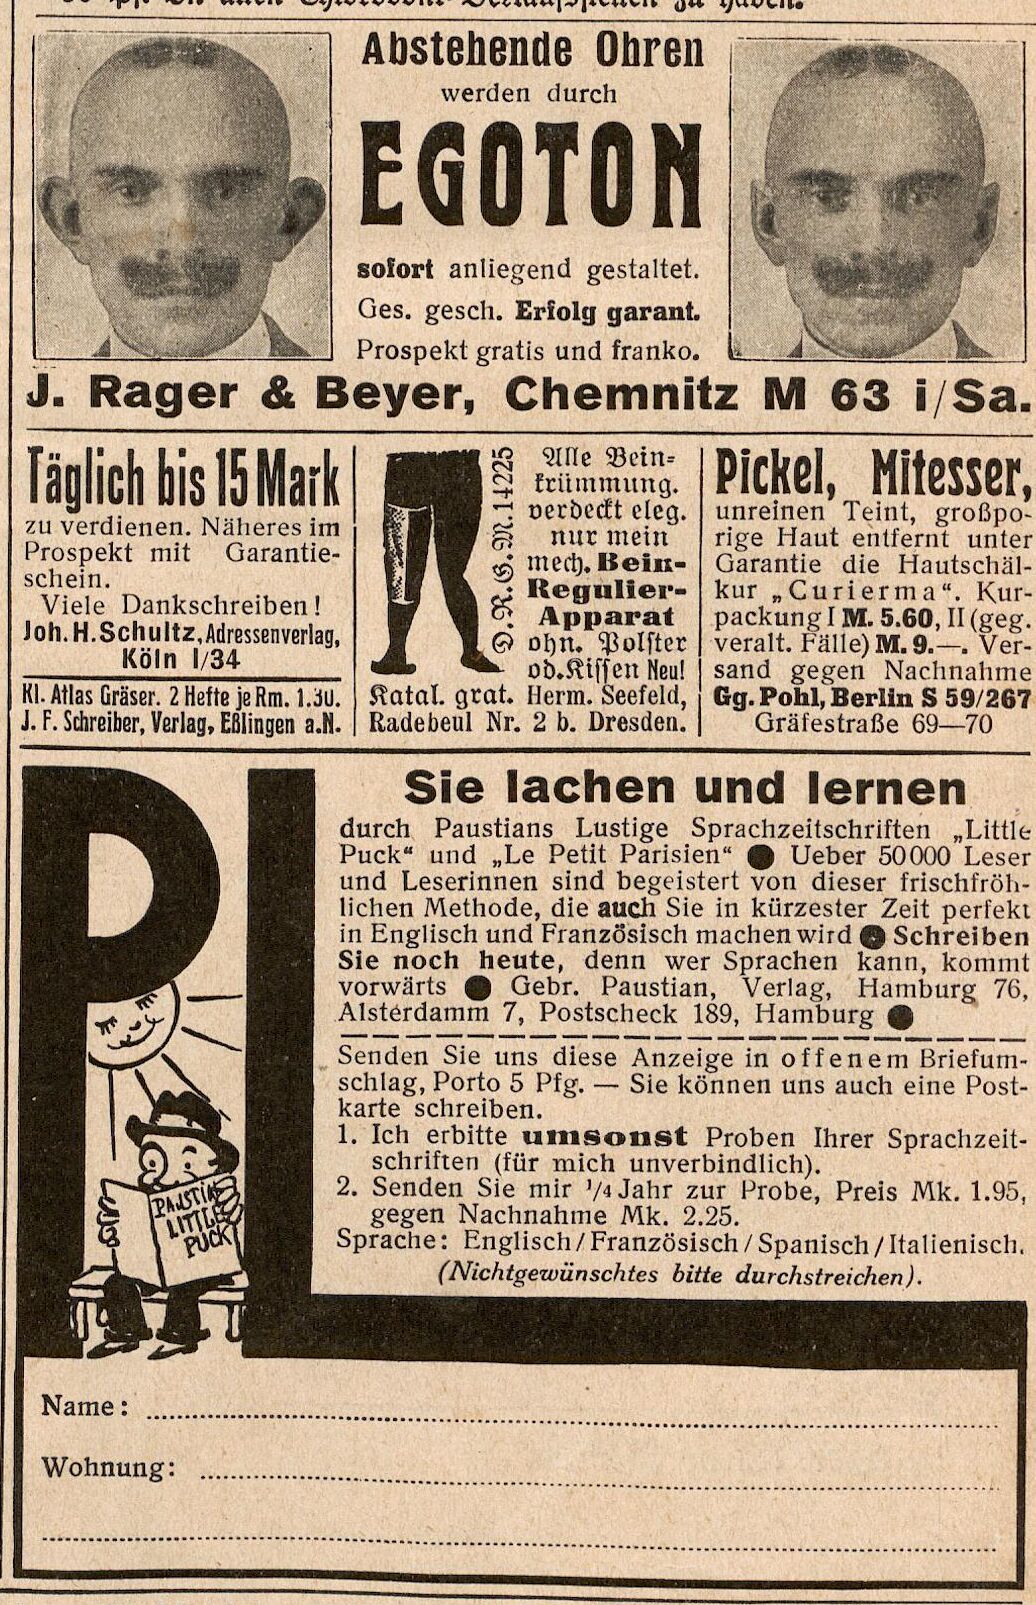 Abstehende Ohren
werden durch
EGOTON
sofort anliegend gestaltet.
Ges. gesch. Erfolg garant.
Prospekt gratis und franko.
J. Rager & Beyer, Chemnitz M 63 i/Sa.
Täglich bis 15 Mark
zu verdienen. Näheres im
Prospekt mit Garantie-
schein.
Viele Dankschreiben!
Joh. H. Schultz, Adressenverlag,
Köln I/34
Kl. Atlas Gräser. 2 Hefte je Rm. 1.30.
J. F. Schreiber, Verlag, Eßlingen a.N.
D.R.G.M. 14225
Alle Bein-
krümmung.
verdeckt eleg.
nur mein
mech. Bein-
Regulier-
Apparat
ohn. Polster
od. Kissen Neu!
Katal. grat. Herm. Seefeld,
Radebeul Nr. 2 b. Dresden.
Pickel, Mitesser,
unreinen Teint, großpo-
rige Haut entfernt unter
Garantie die Hautschäl-
kur „Curierma“. Kur-
packung I M. 5.60, II (geg.
veralt. Fälle) M. 9.—. Ver-
sand gegen Nachnahme
Gg. Pohl, Berlin S 59/267
Gräfestraße 69—70
PL
Sie lachen und lernen
durch Paustians Lustige Sprachzeitschriften „Little
Puck“ und „Le Petit Parisien“ ● Ueber 50000 Leser
und Leserinnen sind begeistert von dieser frischfröh-
lichen Methode, die auch Sie in kürzester Zeit perfekt
in Englisch und Französisch machen wird ● Schreiben
Sie noch heute, denn wer Sprachen kann, kommt
vorwärts ● Gebr. Paustian, Verlag, Hamburg 76,
Alsterdamm 7, Postscheck 189, Hamburg ●
Senden Sie uns diese Anzeige in offenem Briefum-
schlag, Porto 5 Pfg. — Sie können uns auch eine Post-
karte schreiben.
1. Ich erbitte umsonst Proben Ihrer Sprachzeit-
schriften (für mich unverbindlich).
2. Senden Sie mir ¼ Jahr zur Probe, Preis Mk. 1.95,
gegen Nachnahme Mk. 2.25.
Sprache: Englisch / Französisch / Spanisch / Italienisch.
(Nichtgewünschtes bitte durchstreichen).
PAUSTIAN
LITTLE
PUCK
Name:
Wohnung: